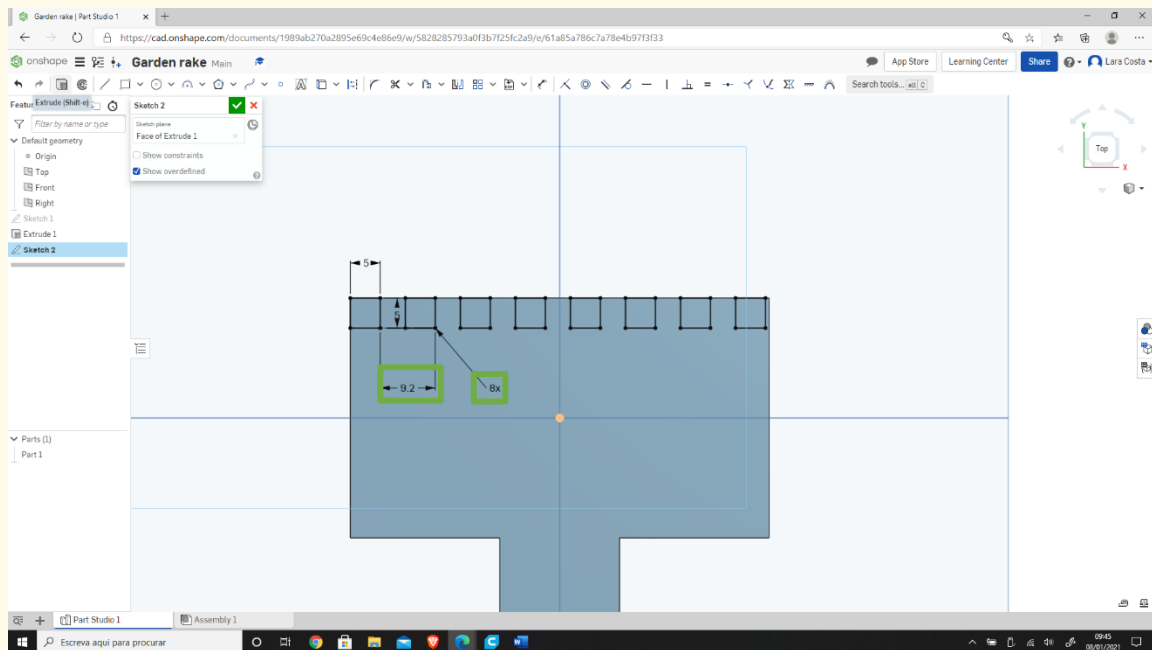 Garden rake | Part Studio 1
https://cad.onshape.com/documents/1989ab270a2895e69c4e86e9/w/5828285793a0f3b7f25fc2a9/e/61a85a786c7a78e4b97f3f33
onshape
Garden rake Main
App Store
Learning Center
Share
Lara Costa
Search tools...
alt C
Extrude (Shift-e)
Sketch 2
Filter by name or type
Sketch plane
Face of Extrude 1
Default geometry
Origin
Show constraints
Top
Show overdefined
Front
Right
Sketch 1
Extrude 1
Sketch 2
Y
Top
X
5
5
9.2
8x
Parts (1)
Part 1
Part Studio 1
Assembly 1
Escreva aqui para procurar
09:45
08/01/2021